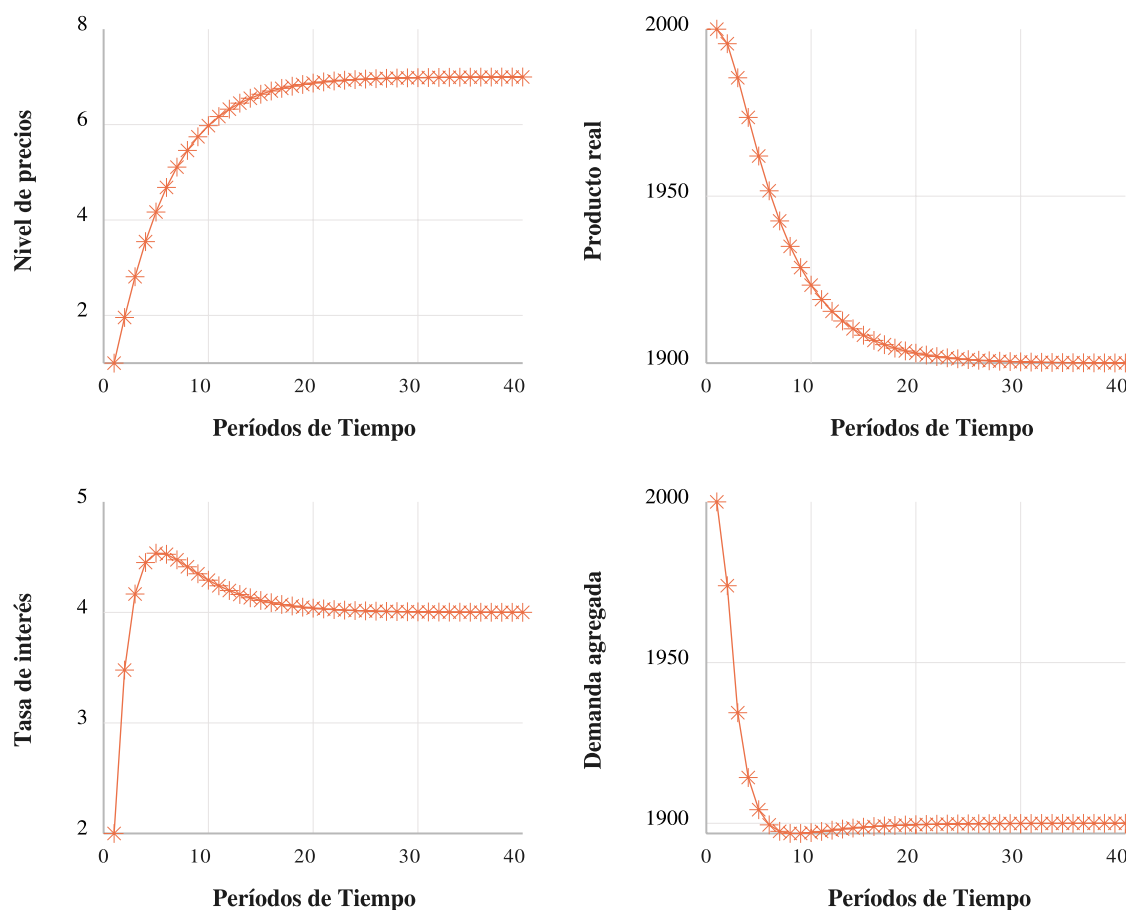 8
6
4
2
Nivel de precios
0 10 20 30 40
Períodos de Tiempo
2000
1950
1900
Producto real
0 10 20 30 40
Períodos de Tiempo
5
4
3
2
Tasa de interés
0 10 20 30 40
Períodos de Tiempo
2000
1950
1900
Demanda agregada
0 10 20 30 40
Períodos de Tiempo